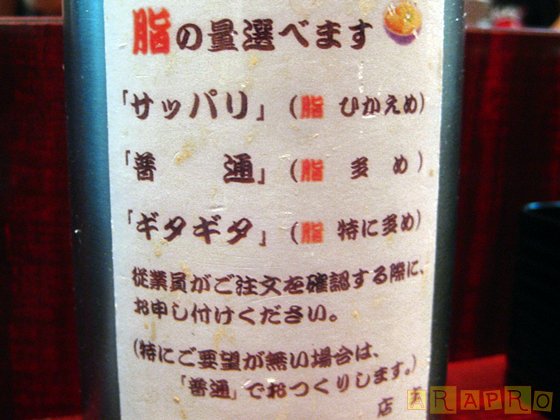 脂の量選べます
「サッパリ」（脂 ひかえめ）
「普　通」（脂 多 め）
「ギタギタ」（脂 特に多め）
従業員がご注文を確認する際に、
お申し付けください。
（特にご要望が無い場合は、
「普通」でおつくりします。）
店
ARAPRO